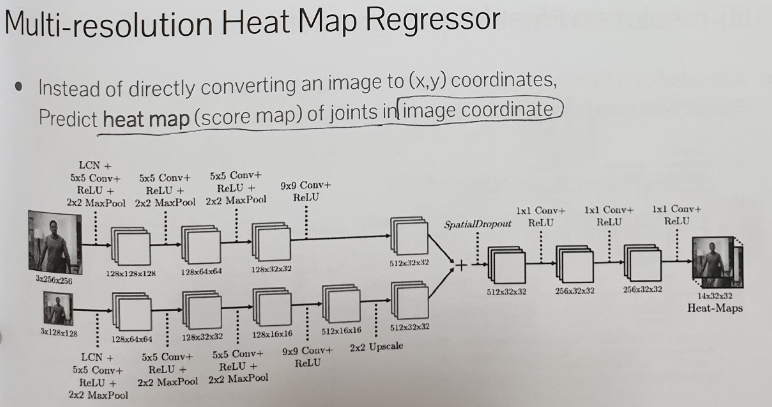 Multi-resolution Heat Map Regressor
• Instead of directly converting an image to (x,y) coordinates,
Predict heat map (score map) of joints in image coordinate
LCN +
5x5 Conv+
ReLU +
2x2 MaxPool
5x5 Conv+
ReLU +
2x2 MaxPool
5x5 Conv+
ReLU +
2x2 MaxPool
9x9 Conv+
ReLU
3x256x256
128x128x128
128x64x64
128x32x32
512x32x32
SpatialDropout
1x1 Conv+
ReLU
1x1 Conv+
ReLU
1x1 Conv+
ReLU
+
512x32x32
256x32x32
256x32x32
14x32x32
Heat-Maps
3x128x128
128x64x64
128x32x32
128x16x16
512x16x16
512x32x32
LCN +
5x5 Conv+
ReLU +
2x2 MaxPool
5x5 Conv+
ReLU +
2x2 MaxPool
5x5 Conv+
ReLU +
2x2 MaxPool
9x9 Conv+
ReLU
2x2 Upscale